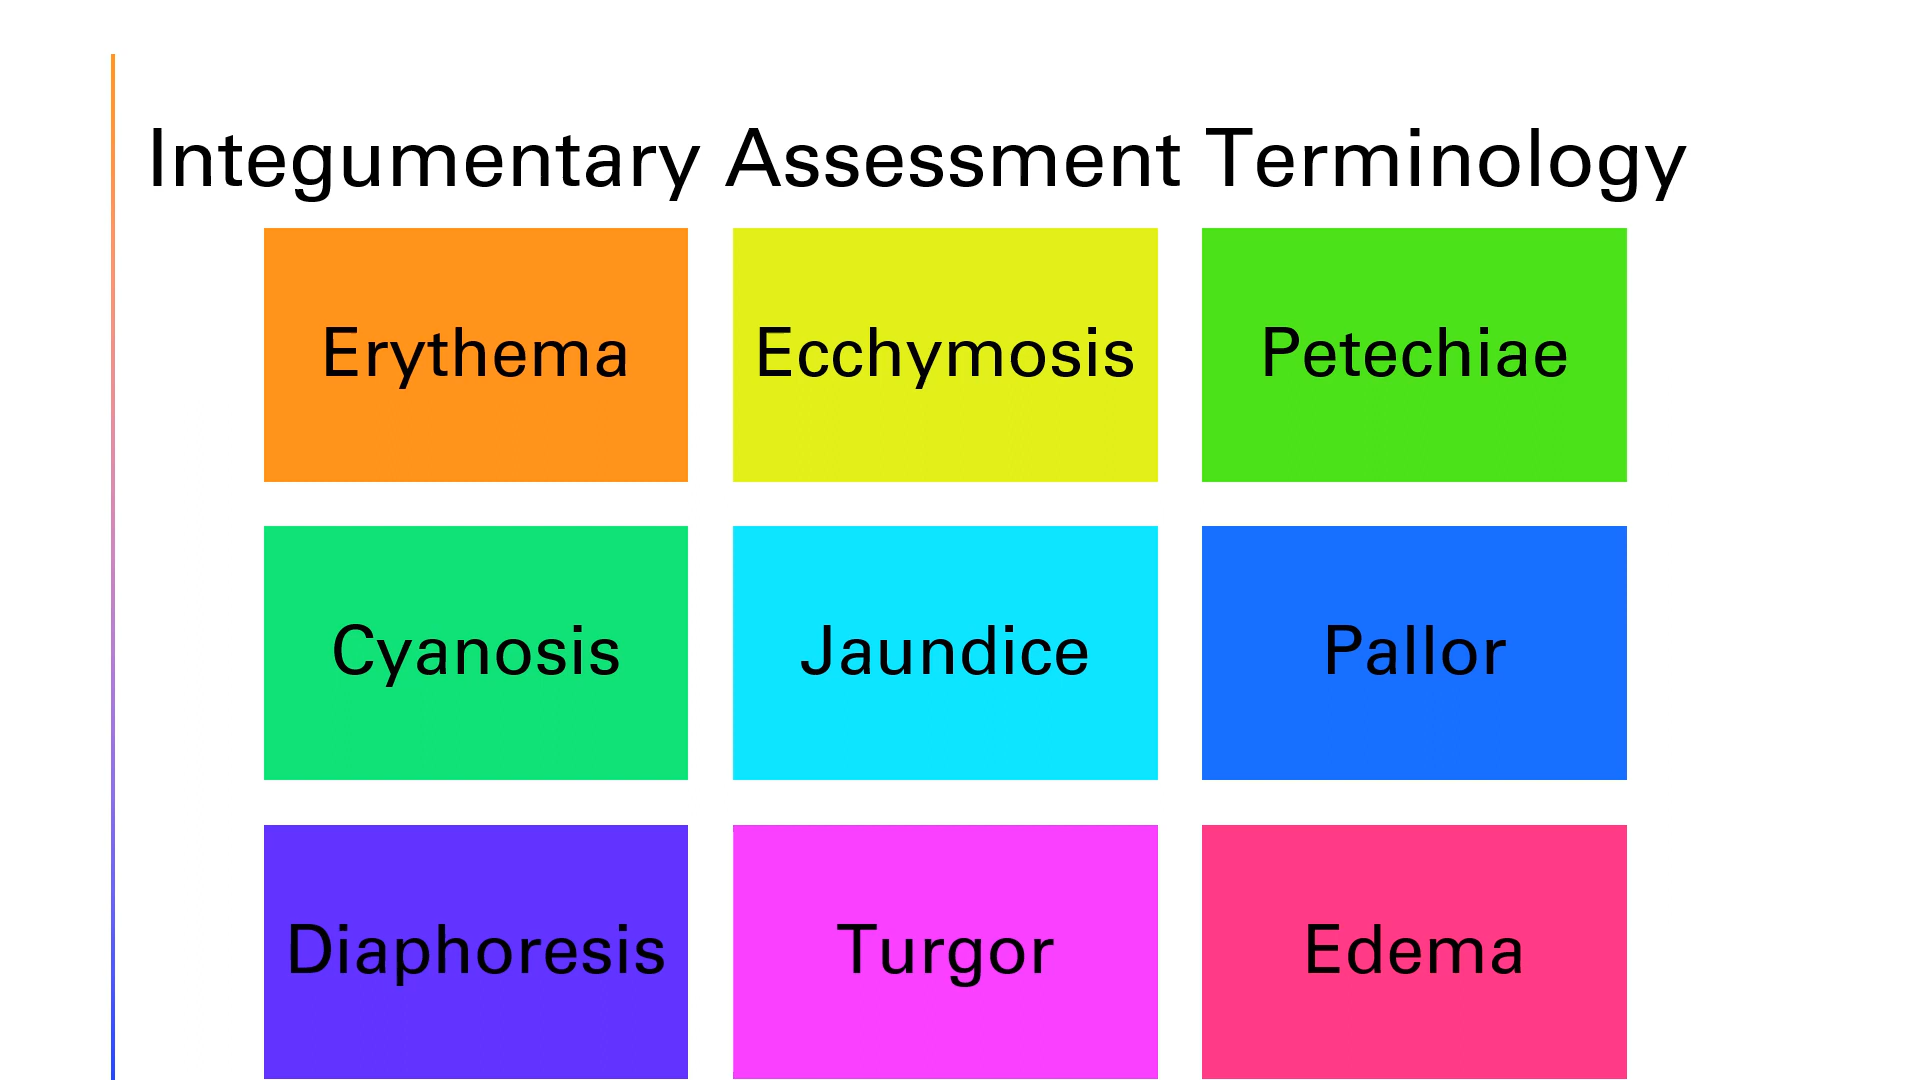 Integumentary Assessment Terminology
Erythema
Ecchymosis
Petechiae
Cyanosis
Jaundice
Pallor
Diaphoresis
Turgor
Edema